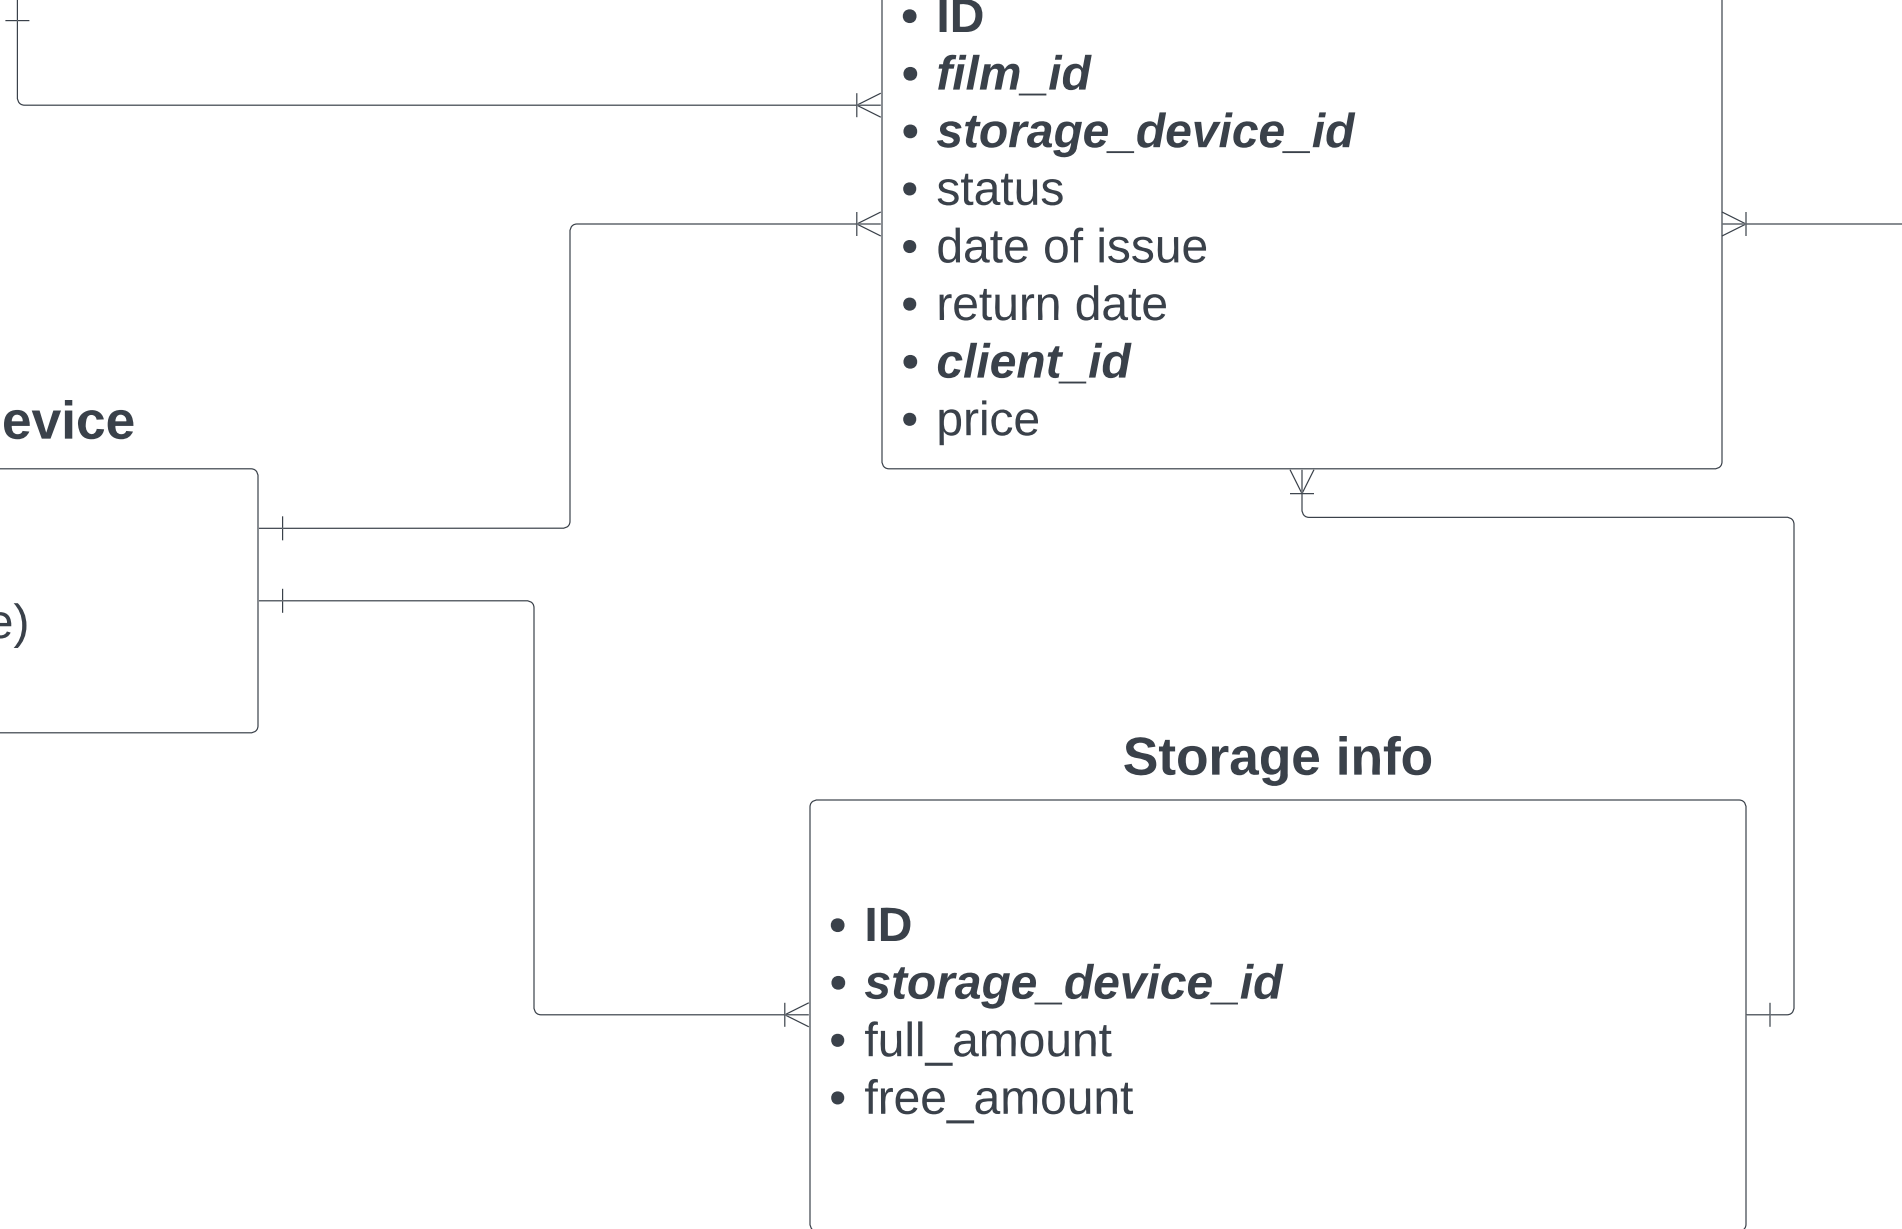 • ID
• film_id
• storage_device_id
• status
• date of issue
• return date
• client_id
• price
evice
e)
Storage info
• ID
• storage_device_id
• full_amount
• free_amount